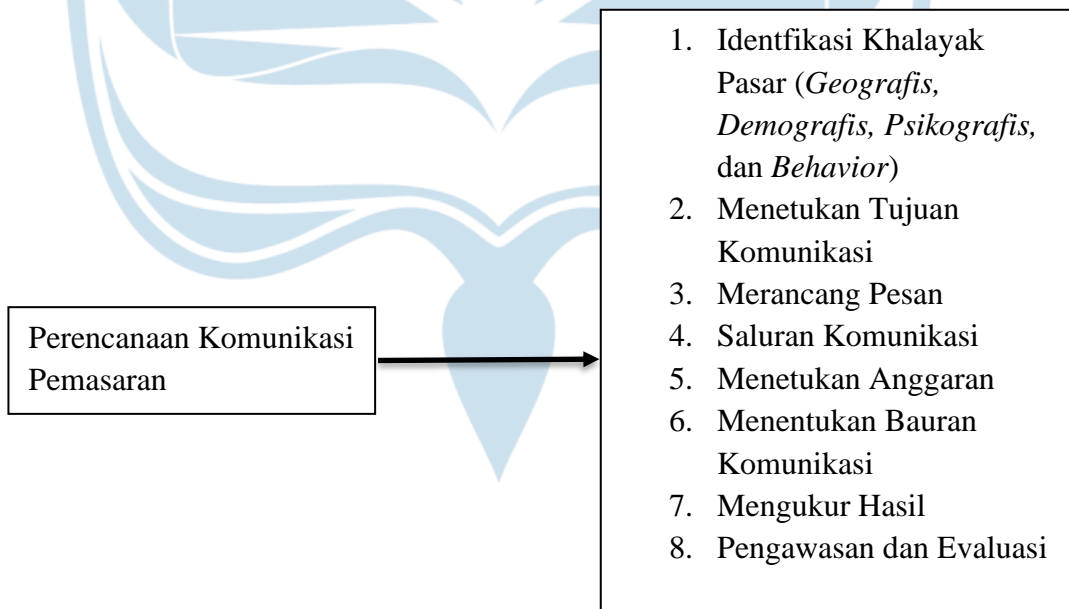 Perencanaan Komunikasi
Pemasaran
1. Identfikasi Khalayak
Pasar (Geografis,
Demografis, Psikografis,
dan Behavior)
2. Menetukan Tujuan
Komunikasi
3. Merancang Pesan
4. Saluran Komunikasi
5. Menetukan Anggaran
6. Menentukan Bauran
Komunikasi
7. Mengukur Hasil
8. Pengawasan dan Evaluasi